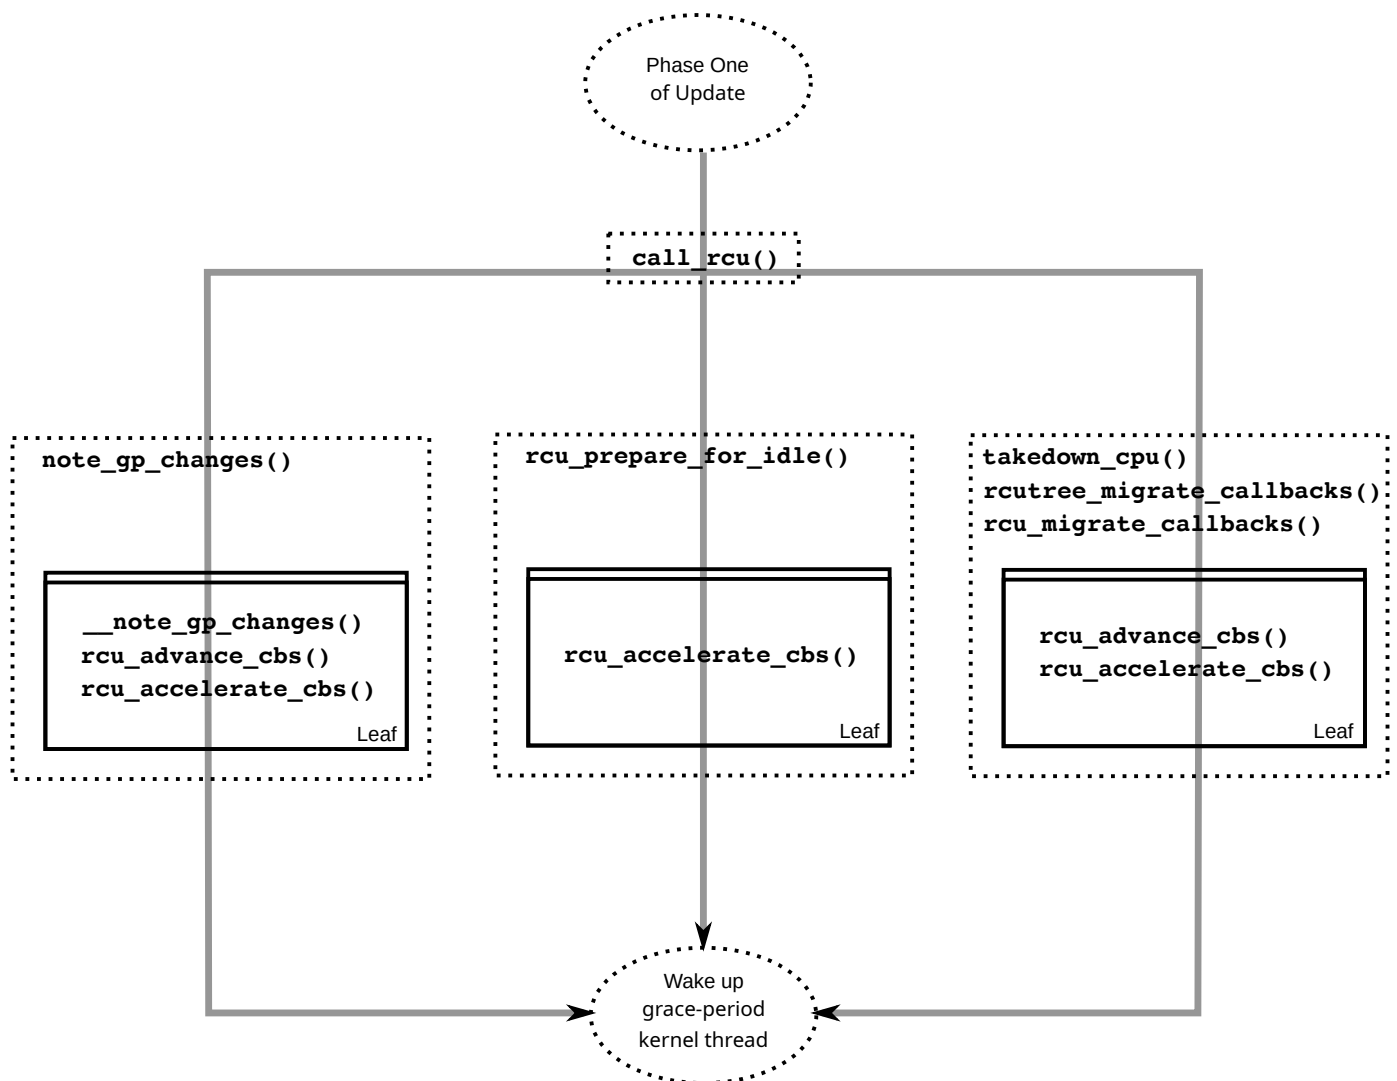 Phase One
of Update
call_rcu()
note_gp_changes()
__note_gp_changes()
rcu_advance_cbs()
rcu_accelerate_cbs()
Leaf
rcu_prepare_for_idle()
rcu_accelerate_cbs()
Leaf
takedown_cpu()
rcutree_migrate_callbacks()
rcu_migrate_callbacks()
rcu_advance_cbs()
rcu_accelerate_cbs()
Leaf
Wake up
grace-period
kernel thread